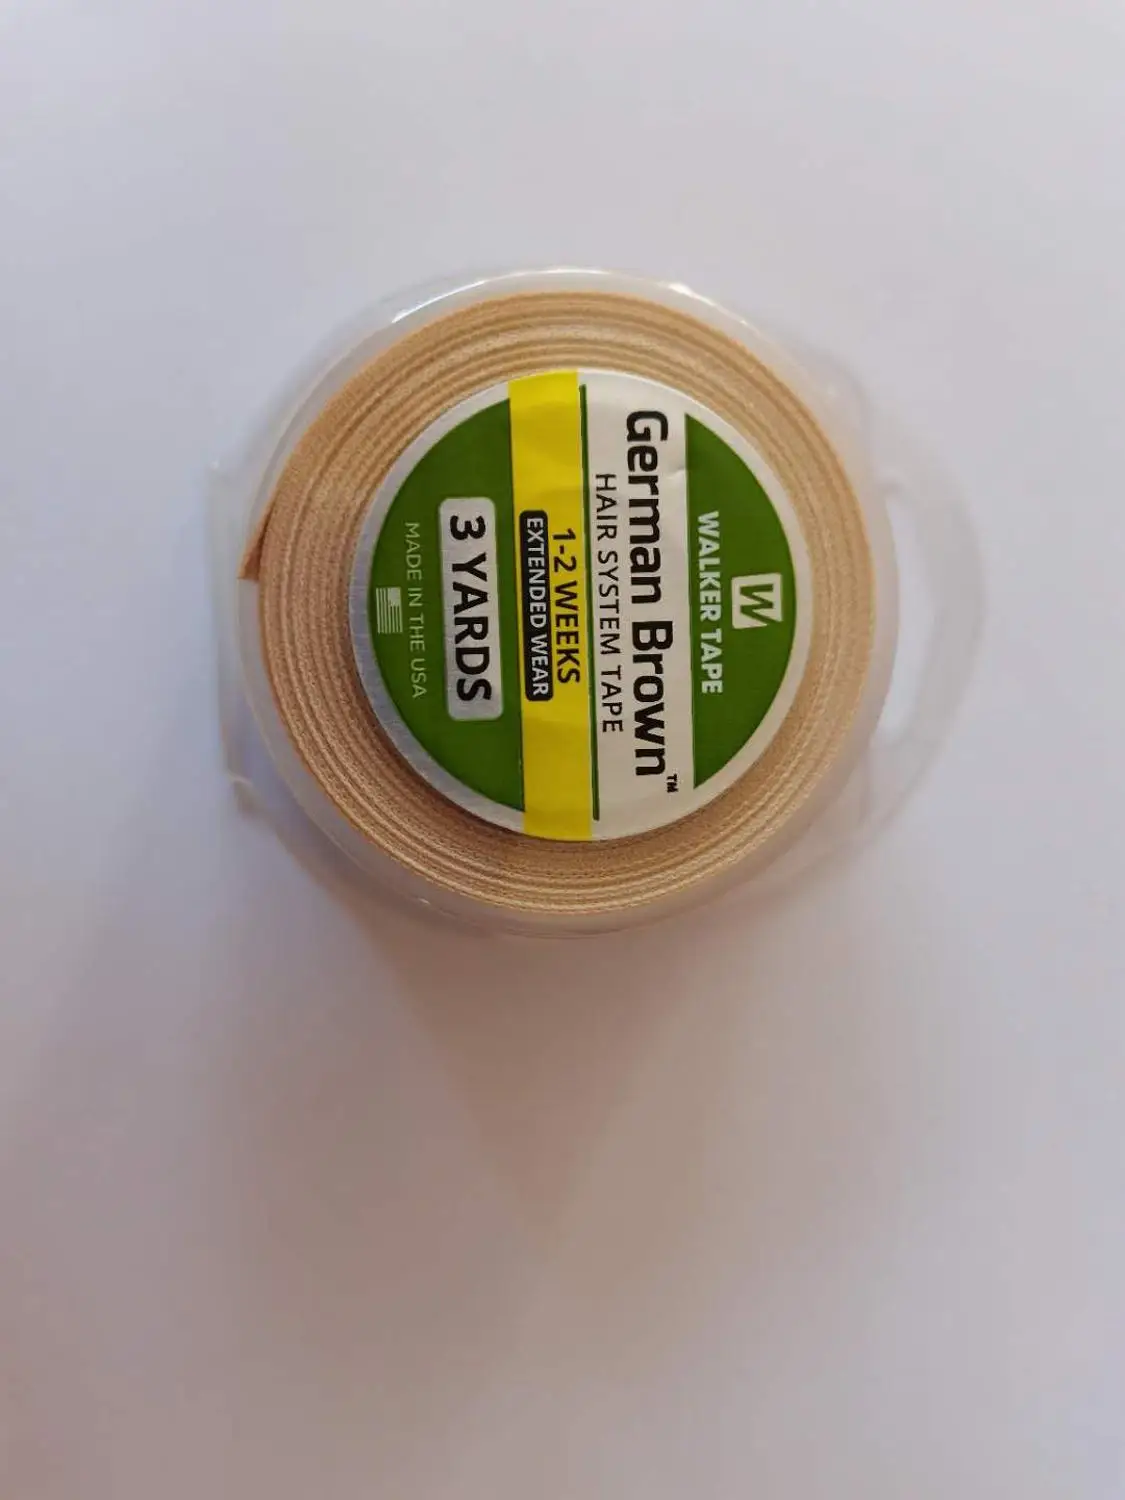 W
WALKER TAPE
German Brown™
HAIR SYSTEM TAPE
1-2 WEEKS
EXTENDED WEAR
3 YARDS
MADE IN THE USA